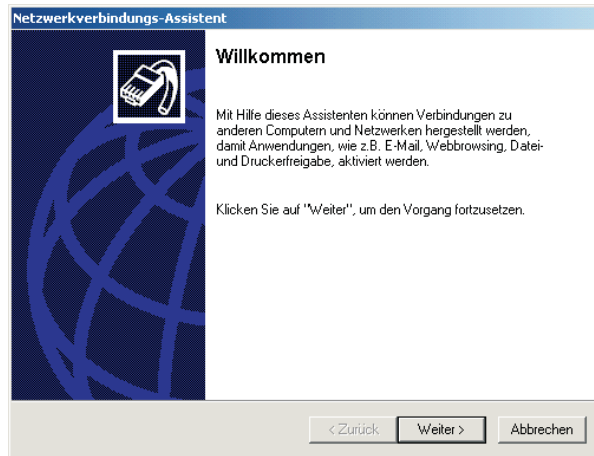 Netzwerkverbindungs-Assistent
Willkommen
Mit Hilfe dieses Assistenten können Verbindungen zu
anderen Computern und Netzwerken hergestellt werden,
damit Anwendungen, wie z.B. E-Mail, Webbrowsing, Datei-
und Druckerfreigabe, aktiviert werden.
Klicken Sie auf "Weiter", um den Vorgang fortzusetzen.
< Zurück Weiter > Abbrechen